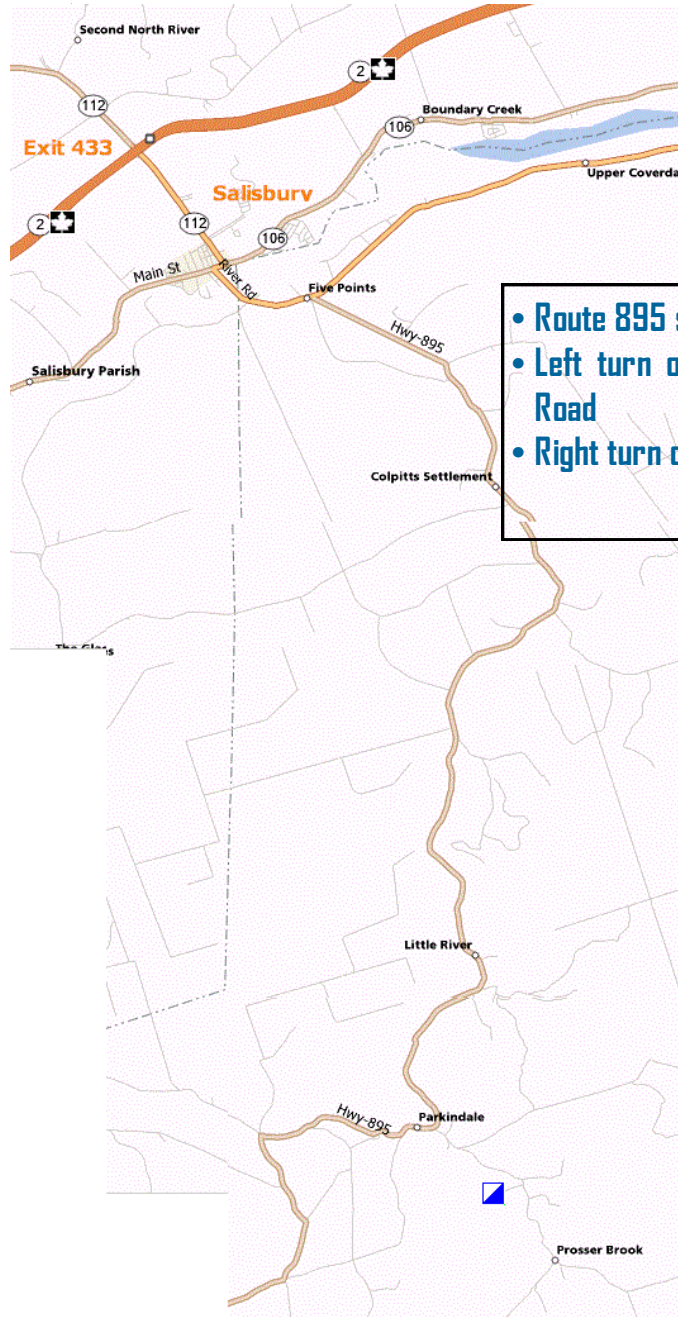 Second North River
2
112
Boundary Creek
106
Exit 433
Upper Coverda
Salisbury
2
112
106
Main St
River Rd
Five Points
• Route 895 s
Hwy-895
• Left turn o
Salisbury Parish
Road
• Right turn o
Colpitts Settlement
Little River
Hwy-895
Parkindale
Prosser Brook